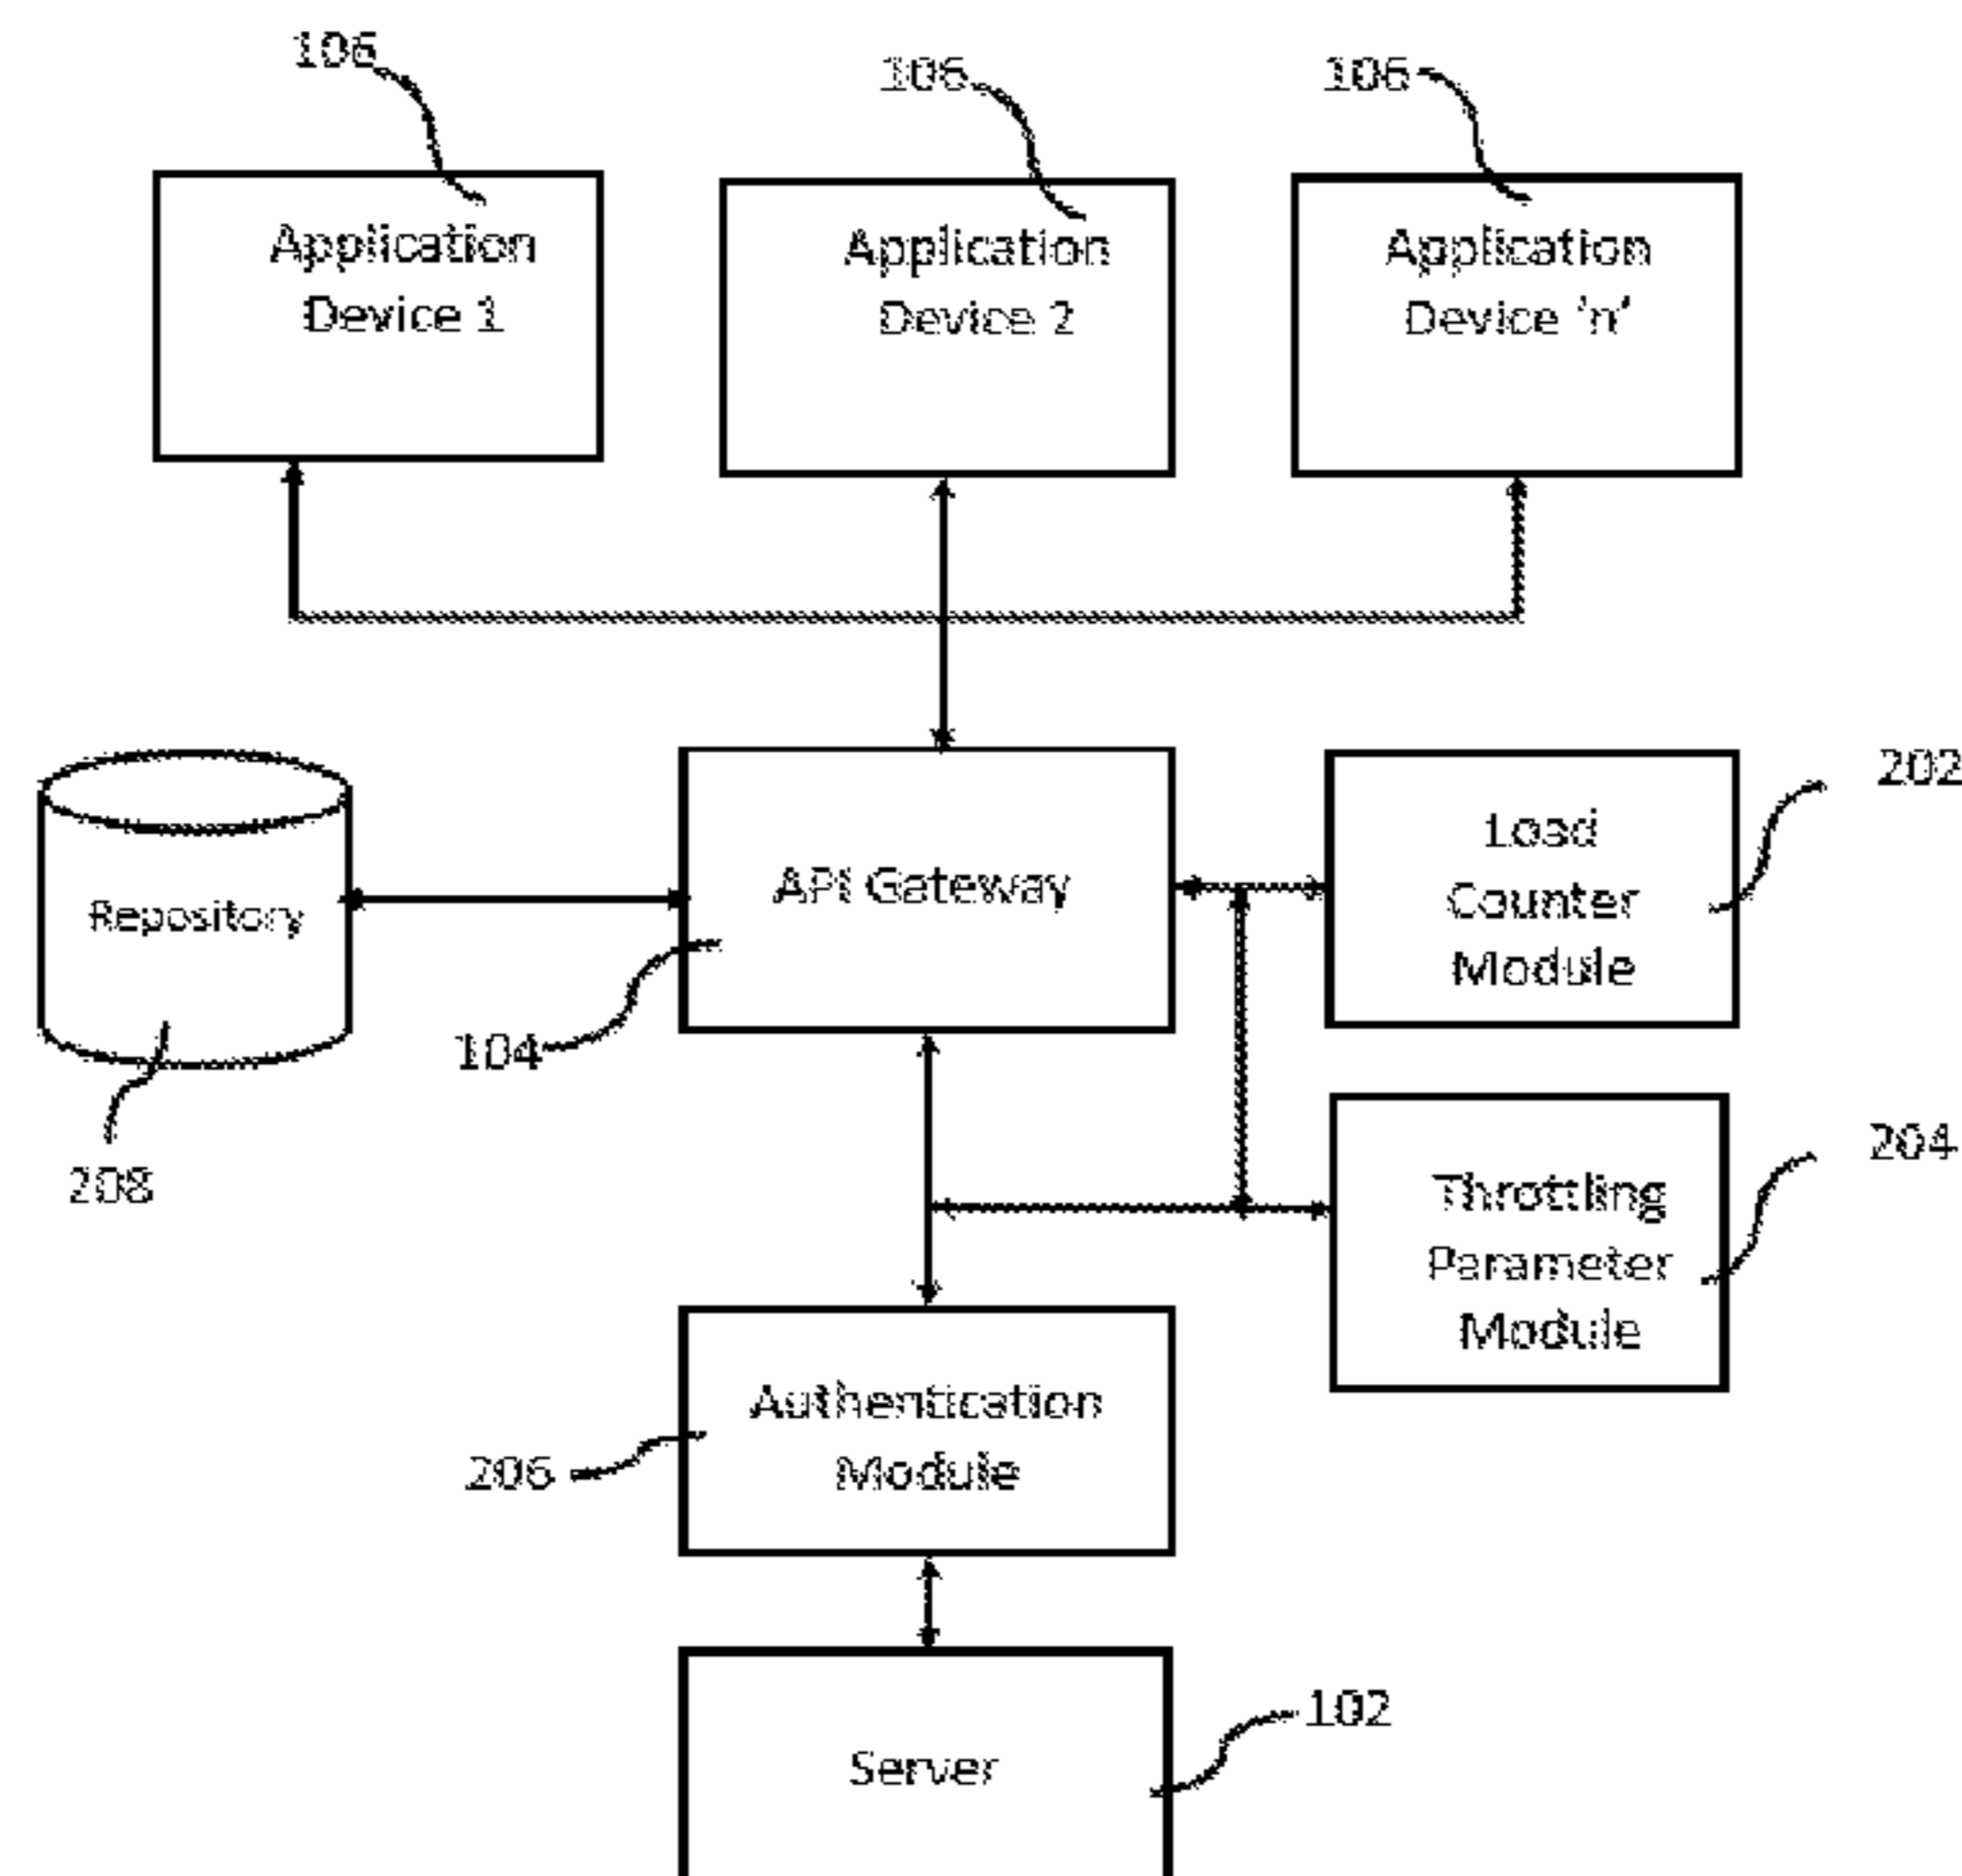 106
106
106
Application
Device 1
Application
Device 2
Application
Device ‘n’
202
Load
Counter
Module
API Gateway
Repository
104
208
204
Throttling
Parameter
Module
Authentication
Module
206
102
Server